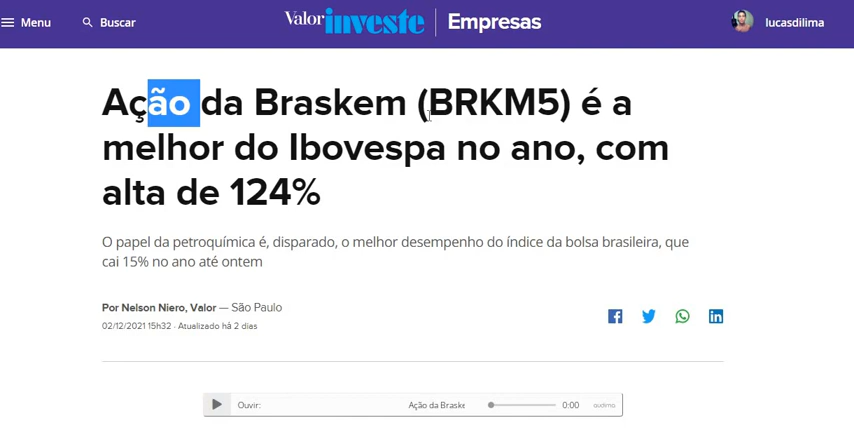 Menu
Buscar
Valor investe
Empresas
lucasdilima
Ação da Braskem (BRKM5) é a
melhor do Ibovespa no ano, com
alta de 124%
O papel da petroquímica é, disparado, o melhor desempenho do índice da bolsa brasileira, que
cai 15% no ano até ontem
Por Nelson Niero, Valor — São Paulo
02/12/2021 15h32 · Atualizado há 2 dias
Ouvir:
Ação da Braske
0:00
audima